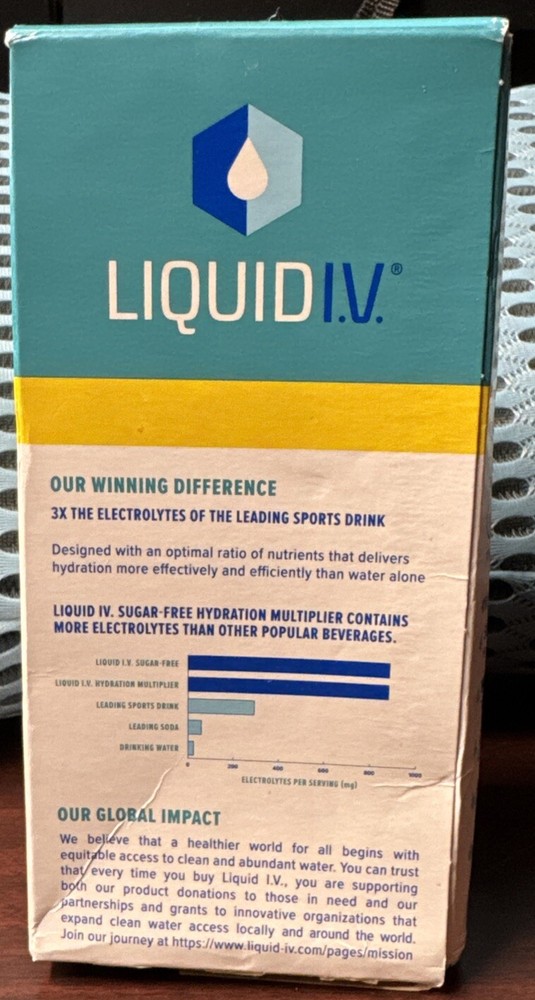 LIQUID I.V.®
OUR WINNING DIFFERENCE
3X THE ELECTROLYTES OF THE LEADING SPORTS DRINK
Designed with an optimal ratio of nutrients that delivers
hydration more effectively and efficiently than water alone
LIQUID IV. SUGAR-FREE HYDRATION MULTIPLIER CONTAINS
MORE ELECTROLYTES THAN OTHER POPULAR BEVERAGES.
LIQUID I.V. SUGAR-FREE
LIQUID I.V. HYDRATION MULTIPLIER
LEADING SPORTS DRINK
LEADING SODA
DRINKING WATER
0 200 400 600 800 1000
ELECTROLYTES PER SERVING (mg)
OUR GLOBAL IMPACT
We believe that a healthier world for all begins with
equitable access to clean and abundant water. You can trust
that every time you buy Liquid I.V., you are supporting
both our product donations to those in need and our
partnerships and grants to innovative organizations that
expand clean water access locally and around the world.
Join our journey at https://www.liquid-iv.com/pages/mission